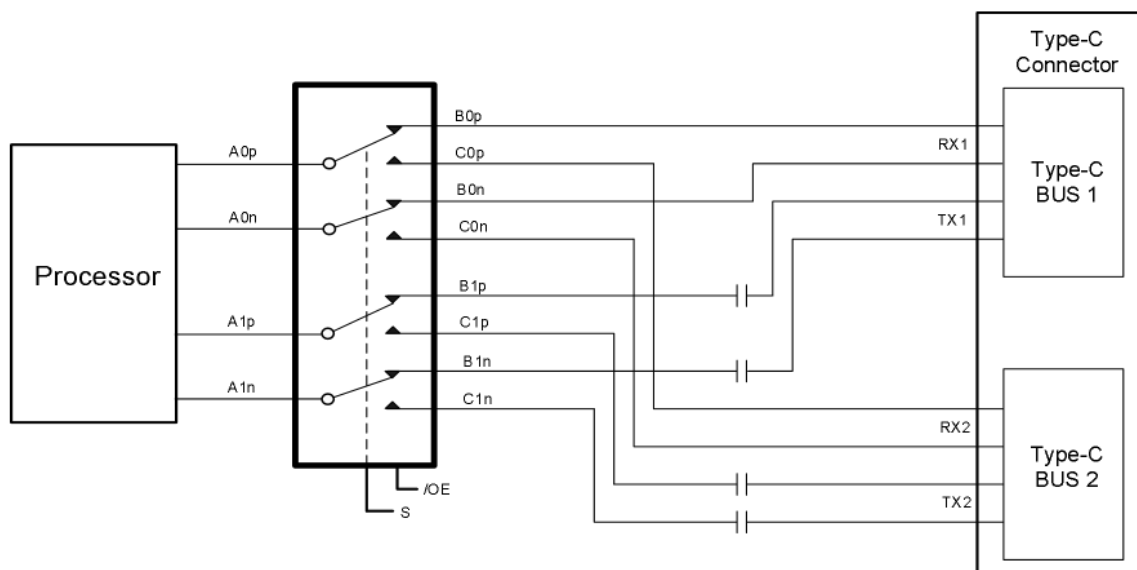 Type-C
Connector
B0p
A0p
C0p
RX1
Type-C
BUS 1
B0n
A0n
C0n
TX1
Processor
B1p
A1p
C1p
B1n
A1n
C1n
RX2
Type-C
BUS 2
/OE
S
TX2